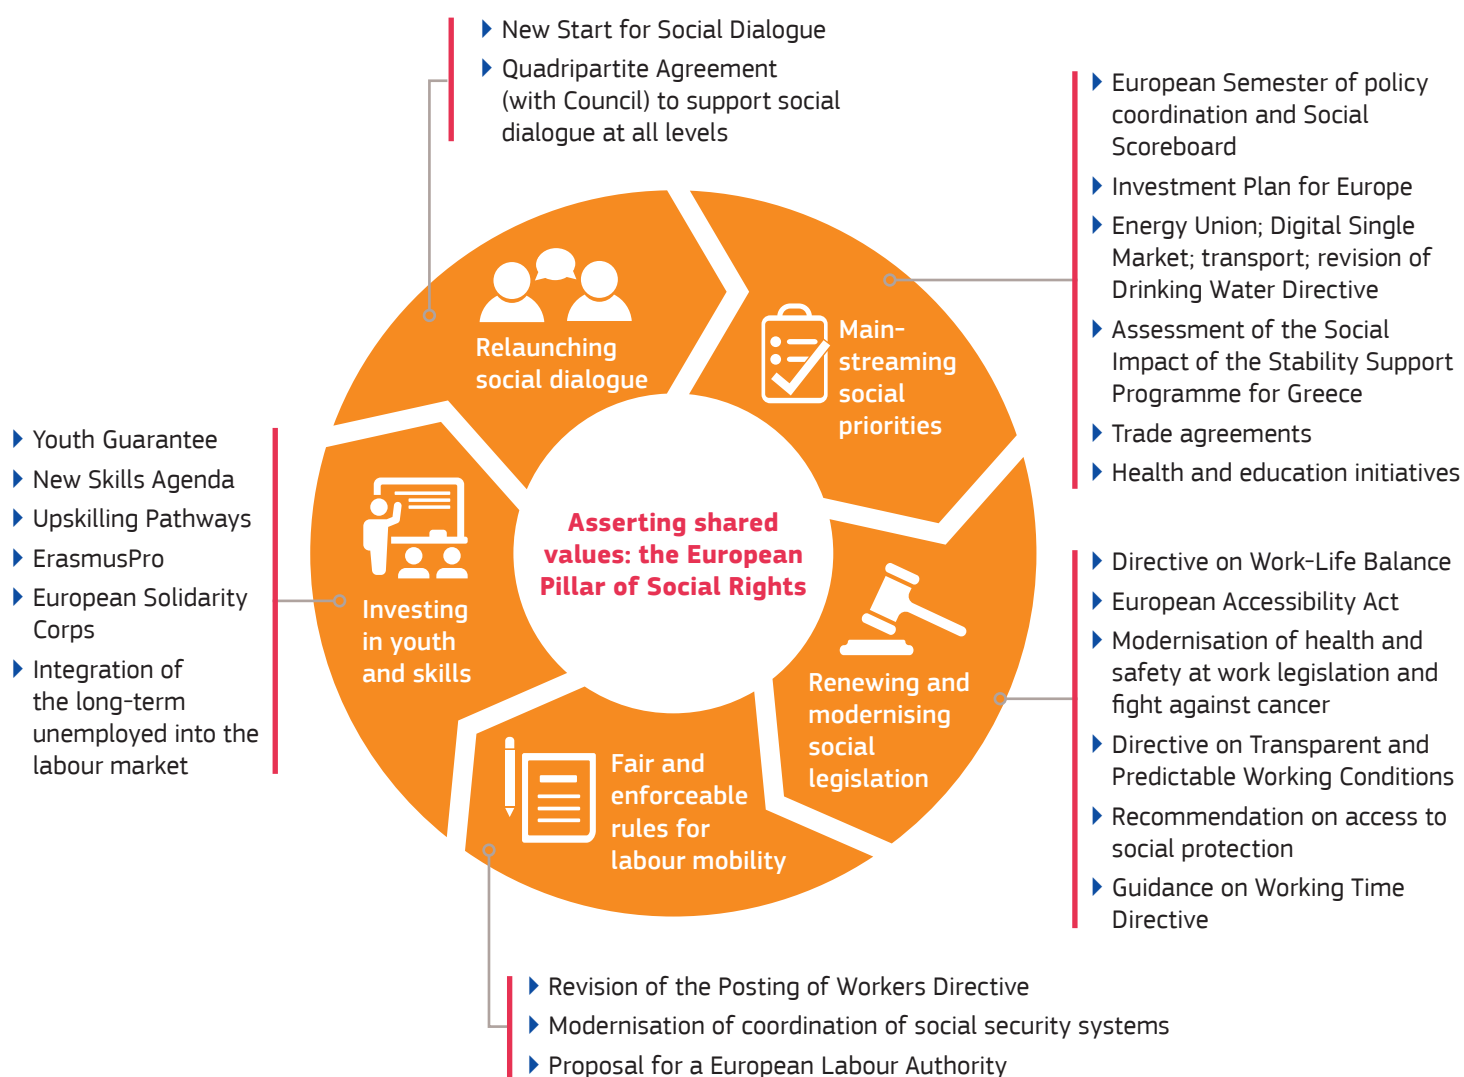 New Start for Social Dialogue
Quadripartite Agreement
(with Council) to support social
dialogue at all levels
European Semester of policy
coordination and Social
Scoreboard
Investment Plan for Europe
Energy Union; Digital Single
Market; transport; revision of
Drinking Water Directive
Assessment of the Social
Impact of the Stability Support
Programme for Greece
Trade agreements
Health and education initiatives
Relaunching
social dialogue
Main-
streaming
social
priorities
Youth Guarantee
New Skills Agenda
Upskilling Pathways
ErasmusPro
European Solidarity
Corps
Integration of
the long-term
unemployed into the
labour market
Investing
in youth
and skills
Asserting shared
values: the European
Pillar of Social Rights
Renewing and
modernising
social
legislation
Directive on Work-Life Balance
European Accessibility Act
Modernisation of health and
safety at work legislation and
fight against cancer
Directive on Transparent and
Predictable Working Conditions
Recommendation on access to
social protection
Guidance on Working Time
Directive
Fair and
enforceable
rules for
labour mobility
Revision of the Posting of Workers Directive
Modernisation of coordination of social security systems
Proposal for a European Labour Authority